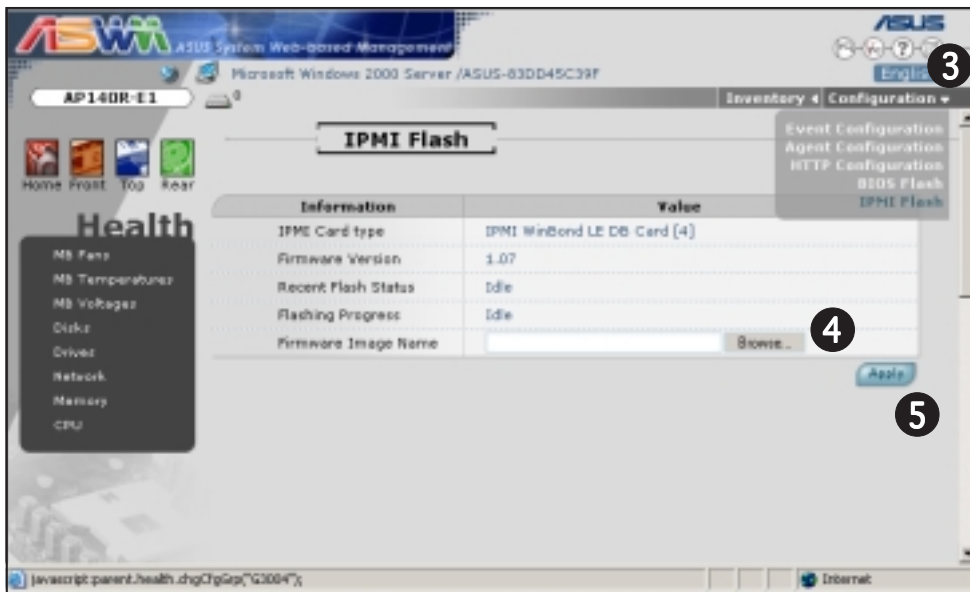 ASWM ASUS System Web-based Management
ASUS
English
3
Microsoft Windows 2000 Server /ASUS-83DD45C39F
AP140R-E1
0
Inventory
Configuration
Event Configuration
Agent Configuration
HTTP Configuration
BIOS Flash
IPMI Flash
IPMI Flash
Home Front Top Rear
Health
MB Fans
MB Temperatures
MB Voltages
Disks
Drives
Network
Memory
CPU
Information Value
IPMI Card type IPMI WinBond LE DB Card [4]
Firmware Version 1.07
Recent Flash Status Idle
Flashing Progress Idle
Firmware Image Name Browse...
4
Apply
5
javascript:parent.health.chgCfgGrp("G3004");
Internet